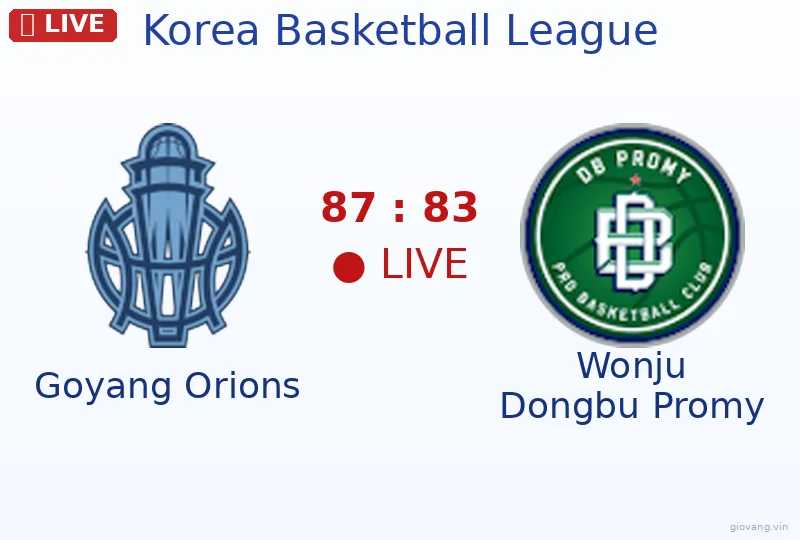 LIVE
Korea Basketball League
DB PROMY
PRO BASKETBALL CLUB
87 : 83
● LIVE
Goyang Orions
Wonju
Dongbu Promy
giovang.vin